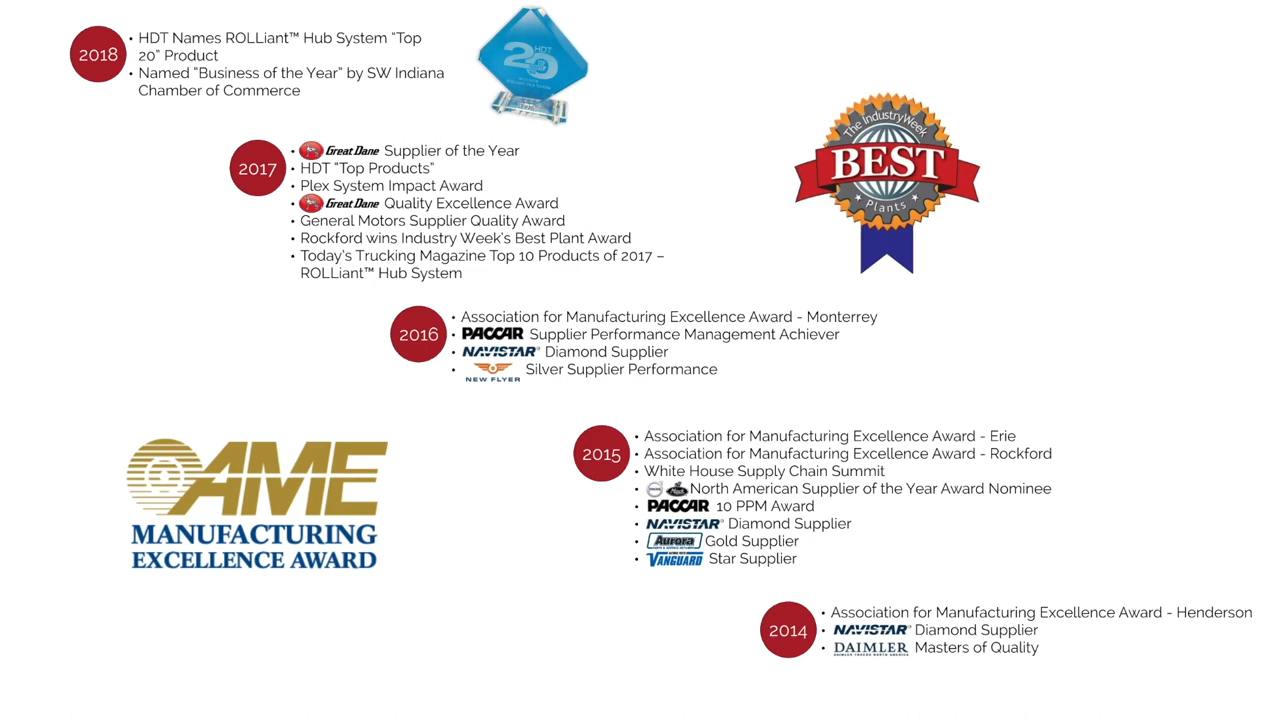 2018
• HDT Names ROLLiant™ Hub System “Top
20” Product
• Named “Business of the Year” by SW Indiana
Chamber of Commerce
HDT
20
The IndustryWeek
BEST
Plants
2017
• Great Dane Supplier of the Year
• HDT “Top Products”
• Plex System Impact Award
• Great Dane Quality Excellence Award
• General Motors Supplier Quality Award
• Rockford wins Industry Week’s Best Plant Award
• Today’s Trucking Magazine Top 10 Products of 2017 –
ROLLiant™ Hub System
2016
• Association for Manufacturing Excellence Award - Monterrey
• PACCAR Supplier Performance Management Achiever
• NAVISTAR® Diamond Supplier
• NEW FLYER Silver Supplier Performance
AME
MANUFACTURING
EXCELLENCE AWARD
2015
• Association for Manufacturing Excellence Award - Erie
• Association for Manufacturing Excellence Award - Rockford
• White House Supply Chain Summit
• North American Supplier of the Year Award Nominee
• PACCAR 10 PPM Award
• NAVISTAR® Diamond Supplier
• Aurora Gold Supplier
• VANGUARD Star Supplier
2014
• Association for Manufacturing Excellence Award - Henderson
• NAVISTAR® Diamond Supplier
• DAIMLER Masters of Quality